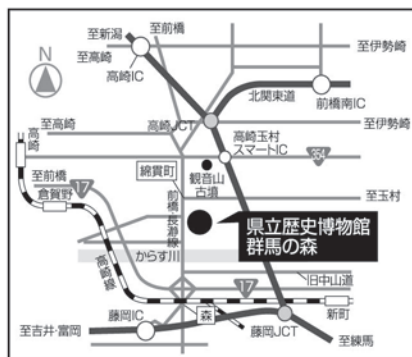 N
至新潟
至前橋
至高崎
高崎IC
至伊勢崎
北関東道
前橋南IC
高崎
至高崎
高崎JCT
至伊勢崎
高崎玉村
スマートIC
354
綿貫町
観音山
古墳
至前橋
17
倉賀野
至玉村
前橋・長瀞線
県立歴史博物館
群馬の森
からす川
高崎線
旧中山道
17
新町
藤岡IC
森
至吉井・富岡
藤岡JCT
至練馬